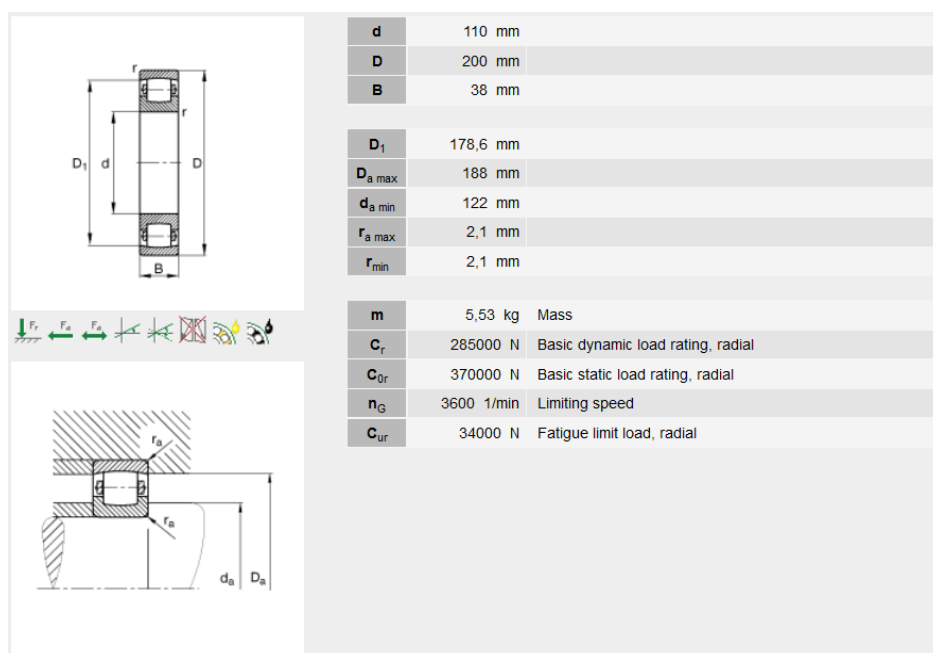 r
r
D1 d D
B
Fr Fa Fa
ra
ra
da Da
d 110 mm
D 200 mm
B 38 mm
D1 178,6 mm
Da max 188 mm
da min 122 mm
ra max 2,1 mm
rmin 2,1 mm
m 5,53 kg Mass
Cr 285000 N Basic dynamic load rating, radial
C0r 370000 N Basic static load rating, radial
nG 3600 1/min Limiting speed
Cur 34000 N Fatigue limit load, radial